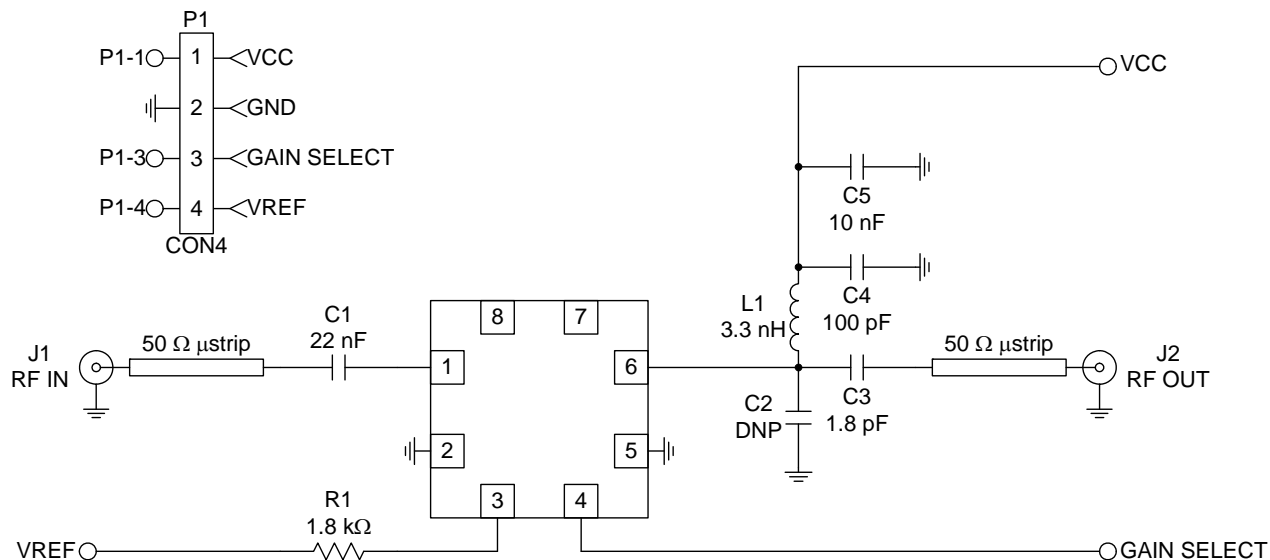 P1
P1-1
1
VCC
2
GND
P1-3
3
GAIN SELECT
P1-4
4
VREF
CON4
VCC
C5
10 nF
C4
100 pF
L1
3.3 nH
J1
RF IN
50 Ω µstrip
C1
22 nF
8
7
1
6
2
5
3
4
C2
DNP
C3
1.8 pF
50 Ω µstrip
J2
RF OUT
R1
1.8 kΩ
VREF
GAIN SELECT